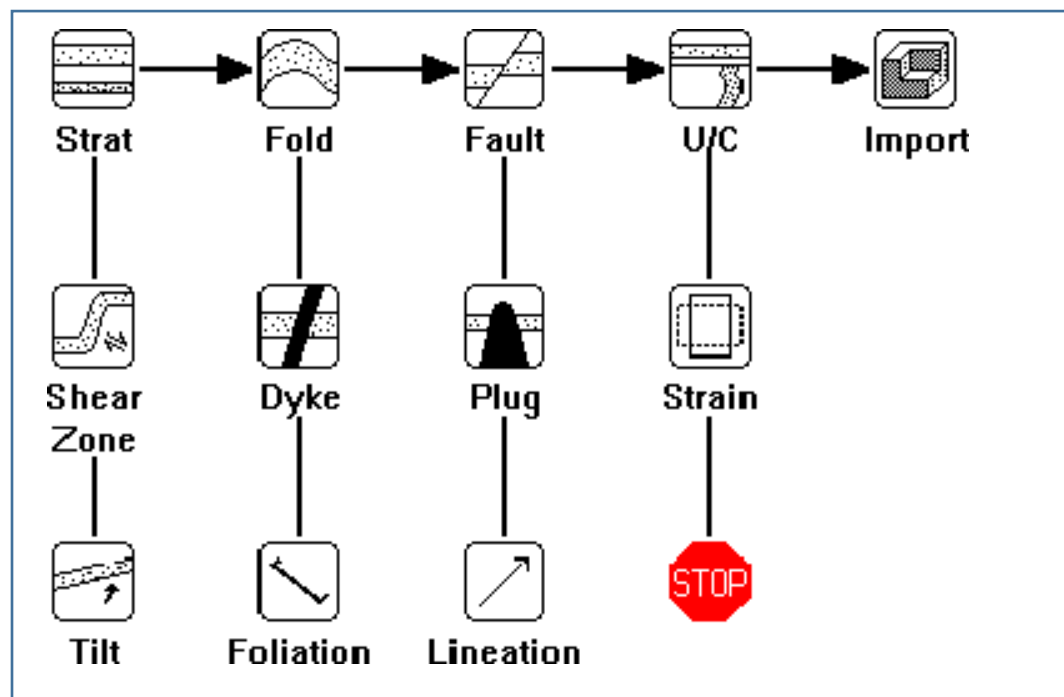 Strat
Fold
Fault
U/C
Import
Shear
Zone
Dyke
Plug
Strain
Tilt
Foliation
Lineation
STOP